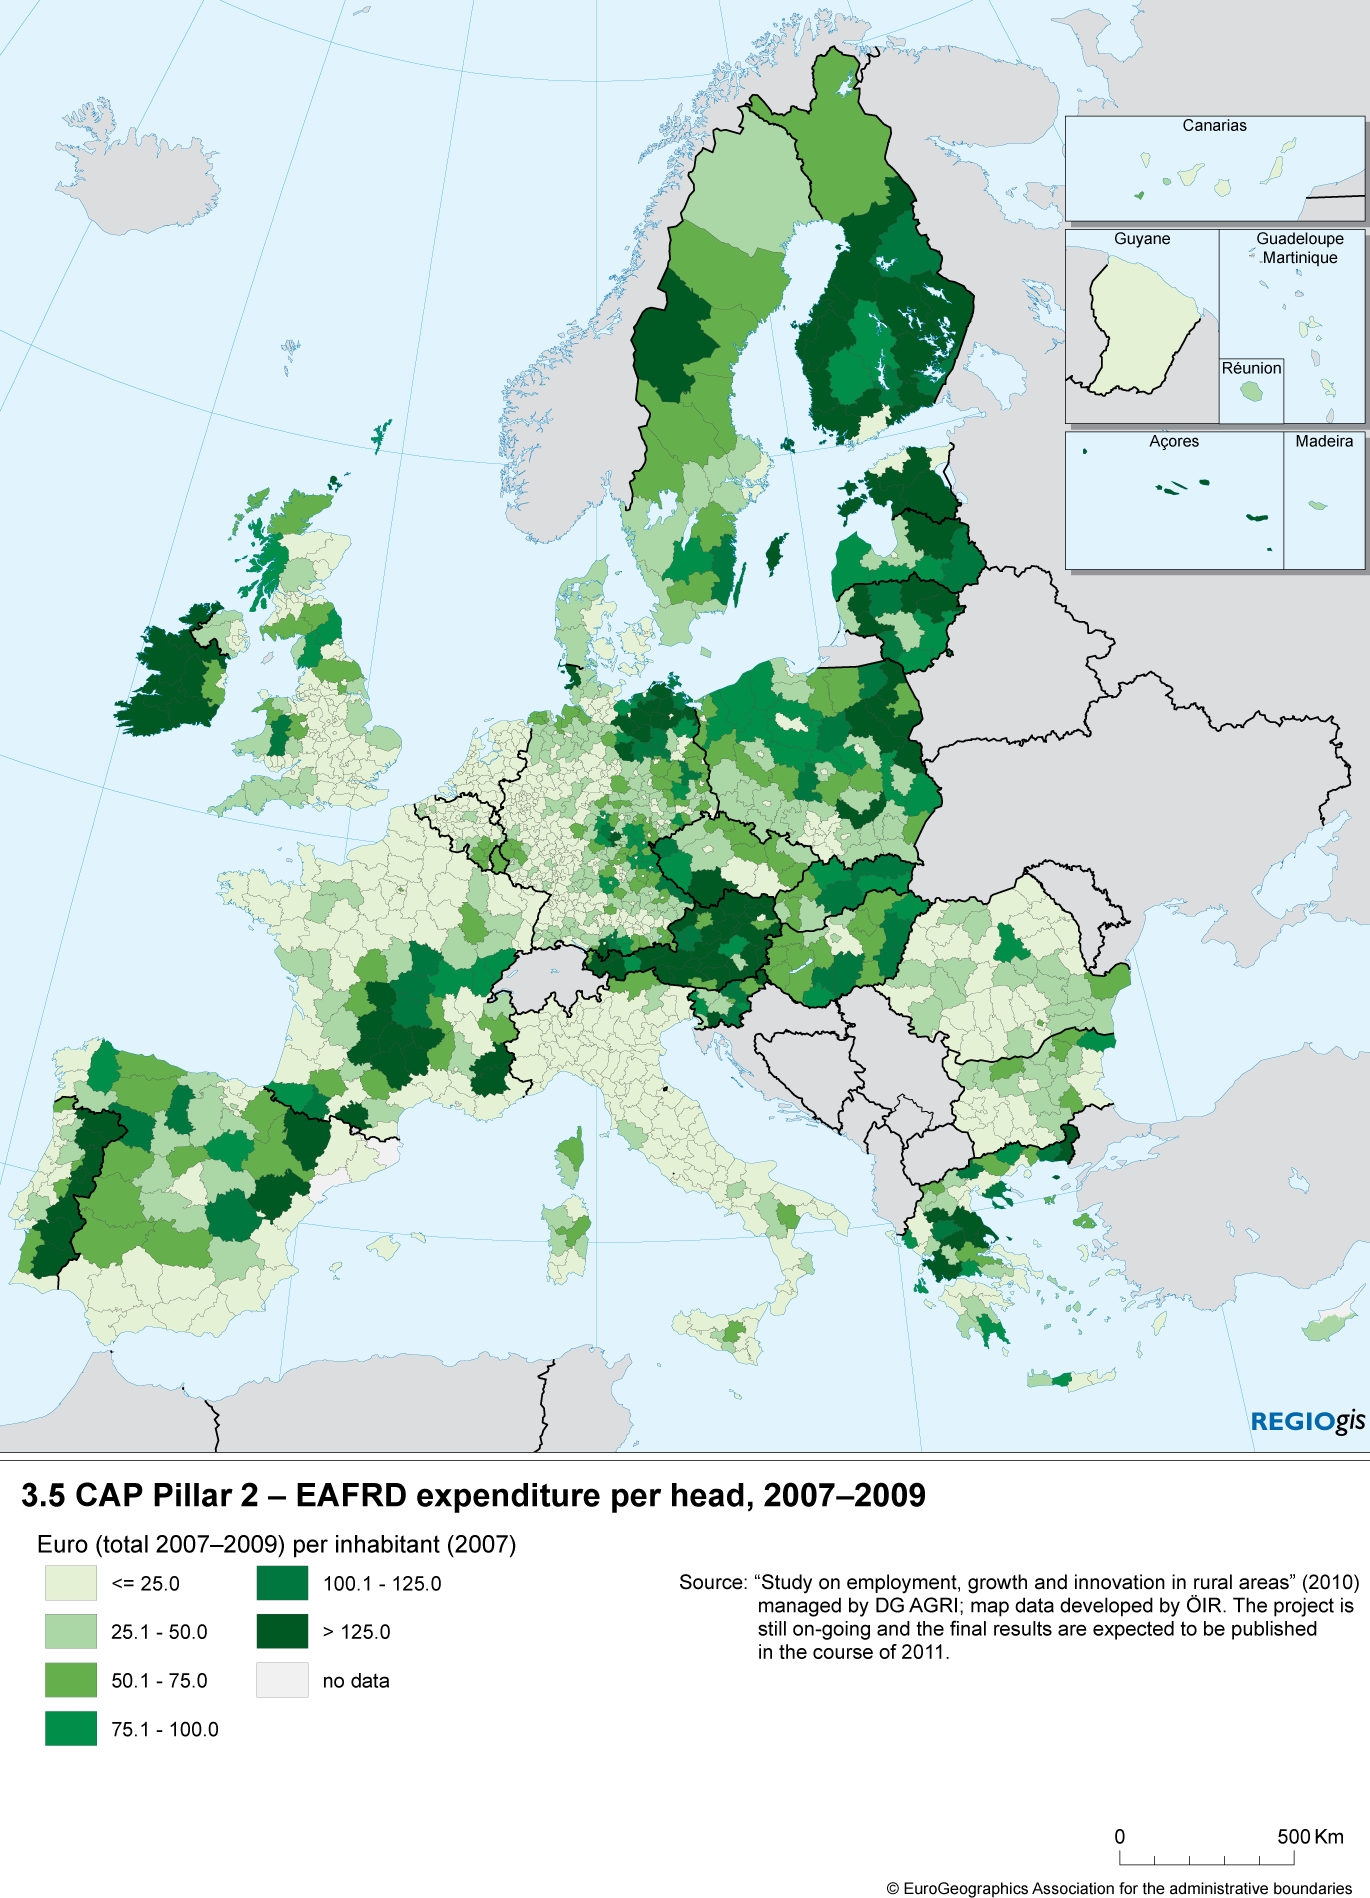 Canarias
Guyane
Guadeloupe
Martinique
Réunion
Açores
Madeira
REGIOgis
3.5 CAP Pillar 2 – EAFRD expenditure per head, 2007–2009
Euro (total 2007–2009) per inhabitant (2007)
<= 25.0
25.1 - 50.0
50.1 - 75.0
75.1 - 100.0
100.1 - 125.0
> 125.0
no data
Source: “Study on employment, growth and innovation in rural areas” (2010)
managed by DG AGRI; map data developed by ÖIR. The project is
still on-going and the final results are expected to be published
in the course of 2011.
0 500 Km
© EuroGeographics Association for the administrative boundaries